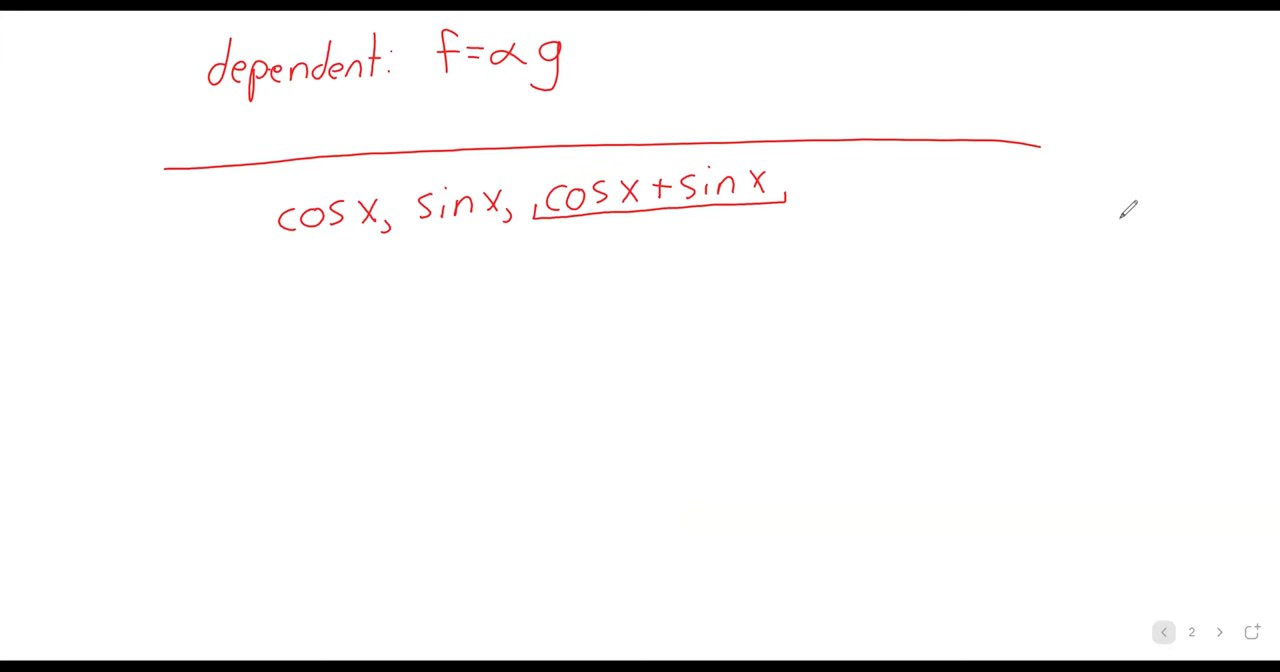 dependent: f=αg
cosx, sinx, cosx+sinx,
2